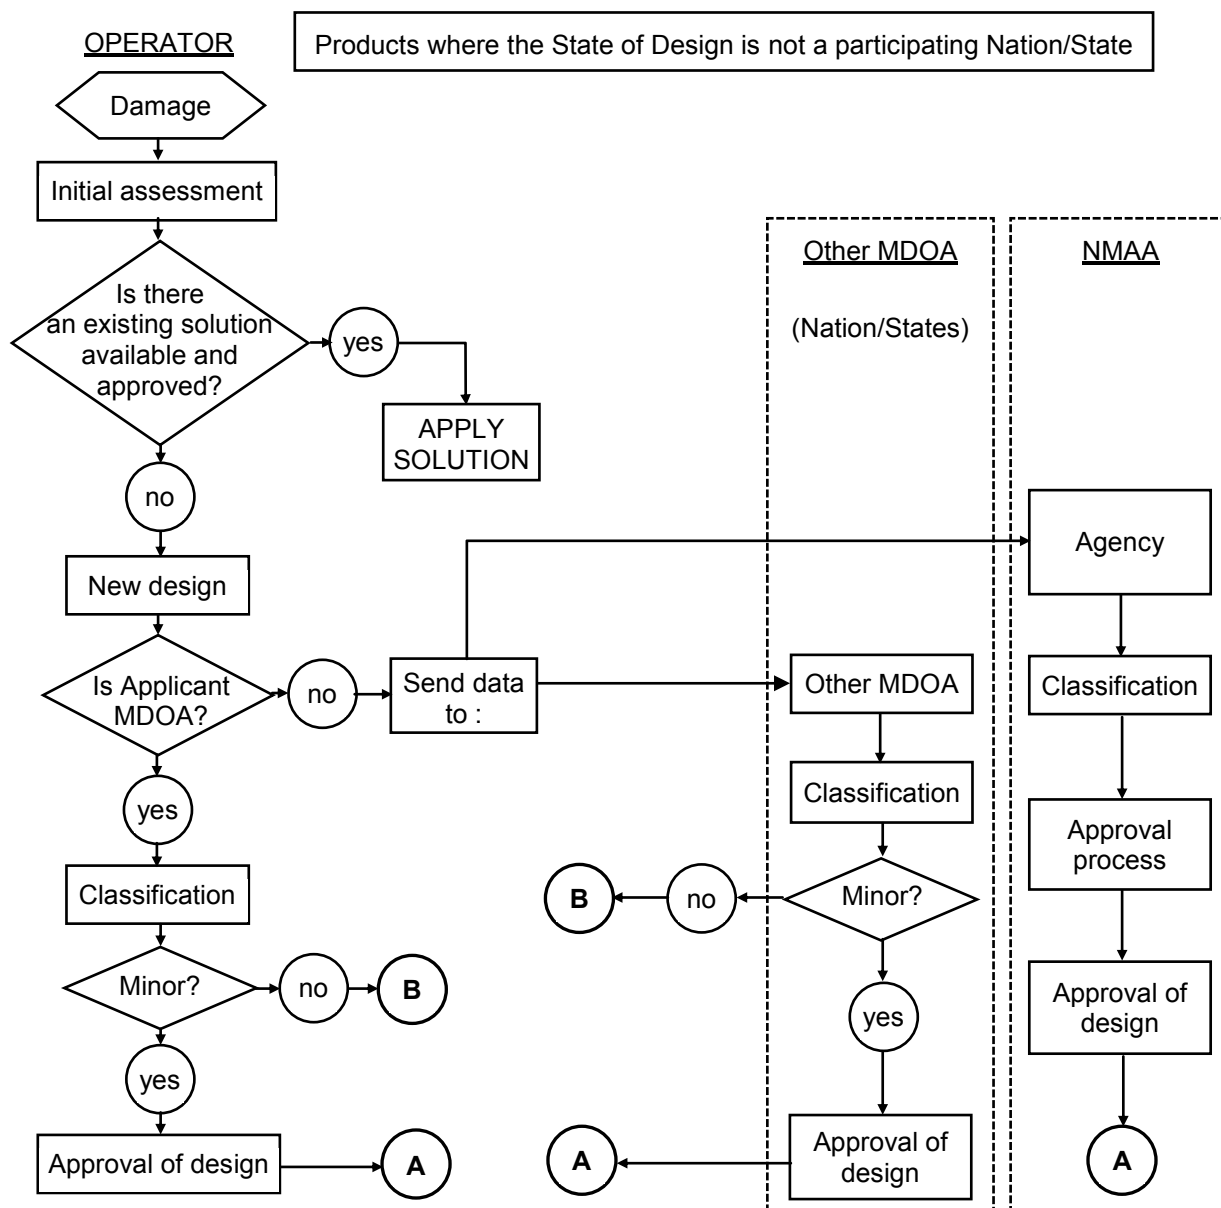 OPERATOR
Products where the State of Design is not a participating Nation/State
Damage
Initial assessment
Is there
an existing solution
available and
approved?
yes
APPLY
SOLUTION
no
New design
Is Applicant
MDOA?
no
Send data
to :
yes
Classification
Minor?
no
B
yes
Approval of design
A
Other MDOA
(Nation/States)
Other MDOA
Classification
Minor?
no
B
yes
Approval of
design
A
NMAA
Agency
Classification
Approval
process
Approval of
design
A